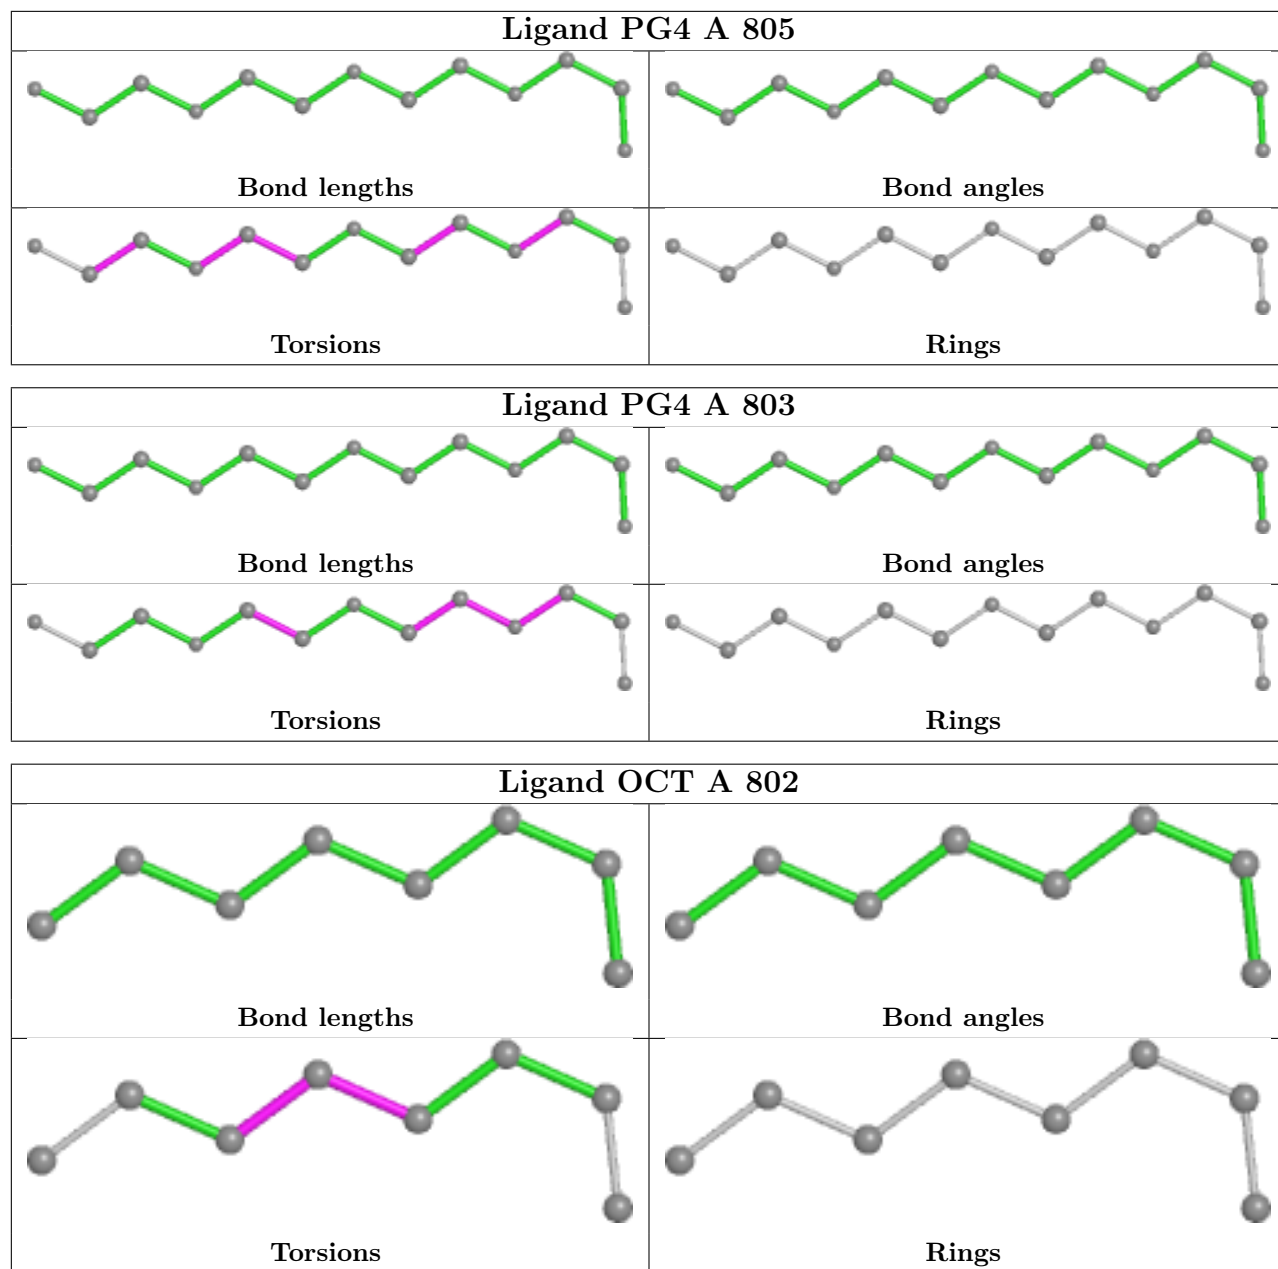 Ligand PG4 A 805
Bond lengths
Bond angles
Torsions
Rings
Ligand PG4 A 803
Bond lengths
Bond angles
Torsions
Rings
Ligand OCT A 802
Bond lengths
Bond angles
Torsions
Rings